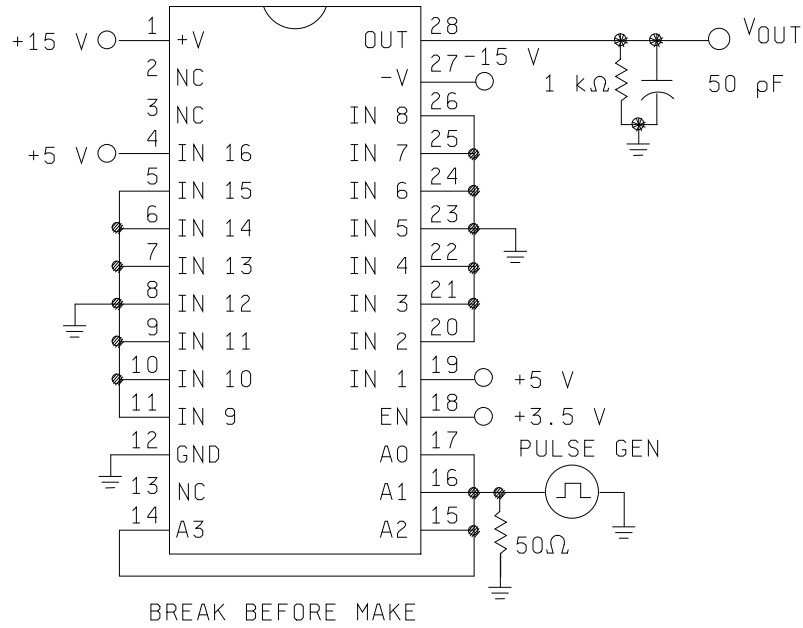 +15 V
1 +V
2 NC
3 NC
+5 V
4 IN 16
5 IN 15
6 IN 14
7 IN 13
8 IN 12
9 IN 11
10 IN 10
11 IN 9
12 GND
13 NC
14 A3
OUT 28
VOUT
-V 27
-15 V
1 kΩ
50 pF
IN 8 26
IN 7 25
IN 6 24
IN 5 23
IN 4 22
IN 3 21
IN 2 20
IN 1 19
+5 V
EN 18
+3.5 V
A0 17
PULSE GEN
A1 16
A2 15
50Ω
BREAK BEFORE MAKE